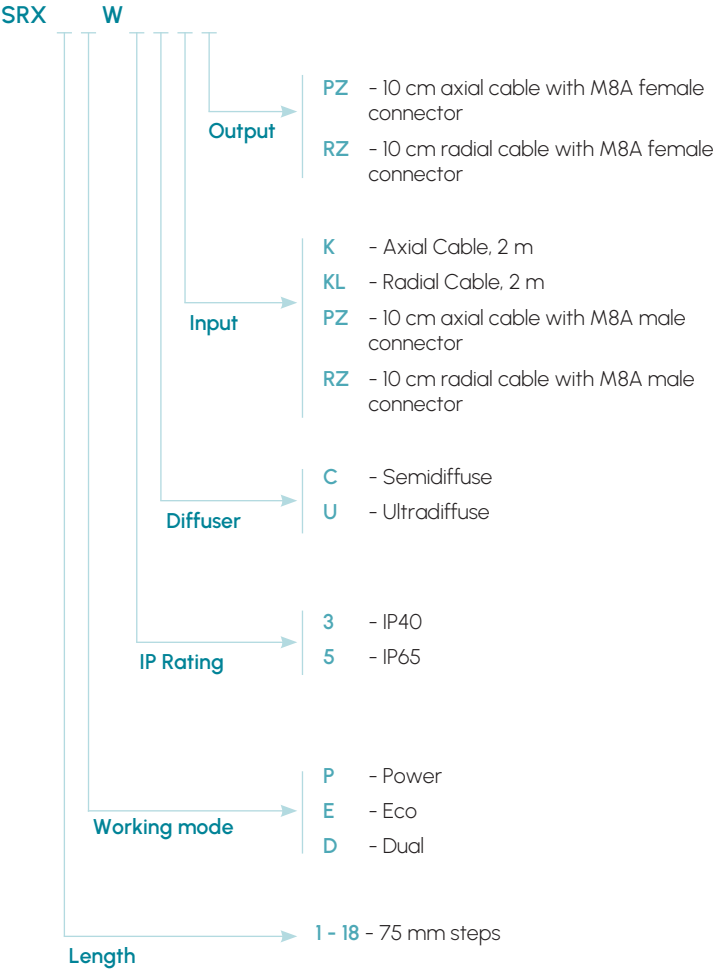 SRX W
PZ - 10 cm axial cable with M8A female
connector
Output
RZ - 10 cm radial cable with M8A female
connector
K - Axial Cable, 2 m
KL - Radial Cable, 2 m
Input
PZ - 10 cm axial cable with M8A male
connector
RZ - 10 cm radial cable with M8A male
connector
C - Semidiffuse
Diffuser
U - Ultradiffuse
3 - IP40
IP Rating
5 - IP65
P - Power
Working mode
E - Eco
D - Dual
1 - 18 - 75 mm steps
Length